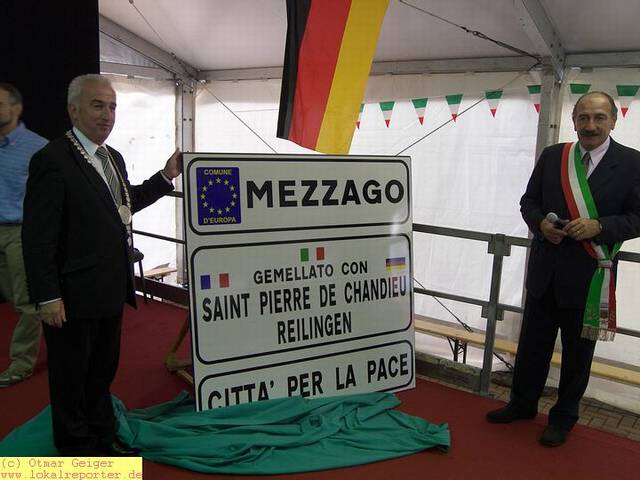 COMUNE
D'EUROPA
MEZZAGO
GEMELLATO CON
SAINT PIERRE DE CHANDIEU
REILINGEN
CITTA' PER LA PACE
(c) Otmar Geiger
www.lokalreporter.de